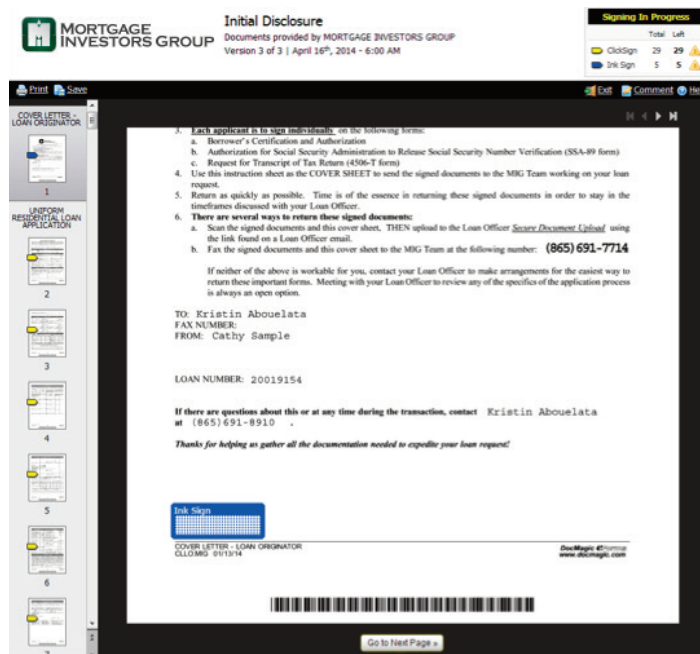 MORTGAGE
INVESTORS GROUP
Initial Disclosure
Documents provided by MORTGAGE INVESTORS GROUP
Version 3 of 3 | April 16th, 2014 - 6:00 AM
Signing In Progress
Total Left
ClickSign 29 29
Ink Sign 5 5
Print Save
Exit Comment He
COVER LETTER -
LOAN ORIGINATOR
1
UNIFORM
RESIDENTIAL LOAN
APPLICATION
2
3
4
5
6
3. Each applicant is to sign individually on the following forms:
a. Borrower's Certification and Authorization
b. Authorization for Social Security Administration to Release Social Security Number Verification (SSA-89 form)
c. Request for Transcript of Tax Return (4506-T form)
4. Use this instruction sheet as the COVER SHEET to send the signed documents to the MIG Team working on your loan
request.
5. Return as quickly as possible. Time is of the essence in returning these signed documents in order to stay in the
timeframes discussed with your Loan Officer.
6. There are several ways to return these signed documents:
a. Scan the signed documents and this cover sheet, THEN upload to the Loan Officer Secure Document Upload using
the link found on a Loan Officer email.
b. Fax the signed documents and this cover sheet to the MIG Team at the following number: (865) 691-7714
If neither of the above is workable for you, contact your Loan Officer to make arrangements for the easiest way to
return these important forms. Meeting with your Loan Officer to review any of the specifics of the application process
is always an open option.
TO: Kristin Abouelata
FAX NUMBER:
FROM: Cathy Sample
LOAN NUMBER: 20019154
If there are questions about this or at any time during the transaction, contact Kristin Abouelata
at (865)691-8910 .
Thanks for helping us gather all the documentation needed to expedite your loan request!
Ink Sign
COVER LETTER - LOAN ORIGINATOR
CLLO.MIG 01/13/14
DocMagic
www.docmagic.com
Go to Next Page »